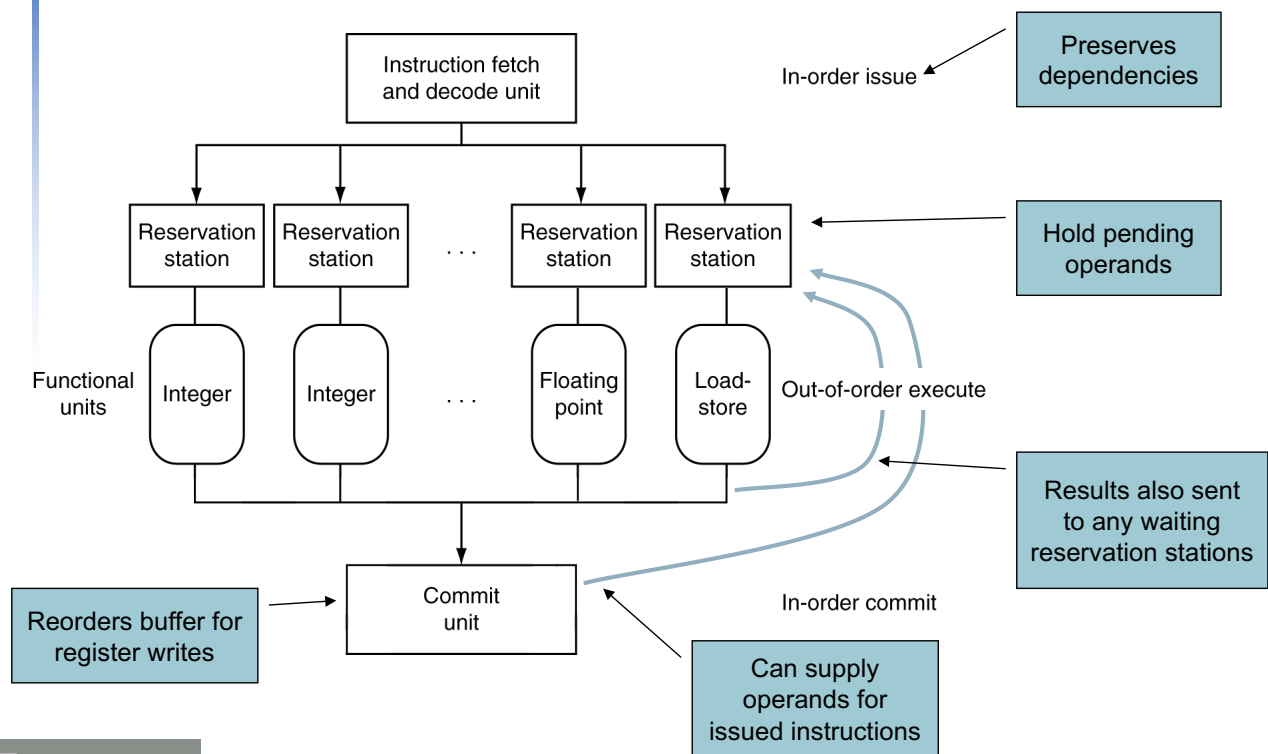 Instruction fetch
and decode unit
In-order issue
Preserves
dependencies
Reservation
station
Reservation
station
. . .
Reservation
station
Reservation
station
Hold pending
operands
Functional
units
Integer
Integer
. . .
Floating
point
Load-
store
Out-of-order execute
Results also sent
to any waiting
reservation stations
Commit
unit
In-order commit
Reorders buffer for
register writes
Can supply
operands for
issued instructions